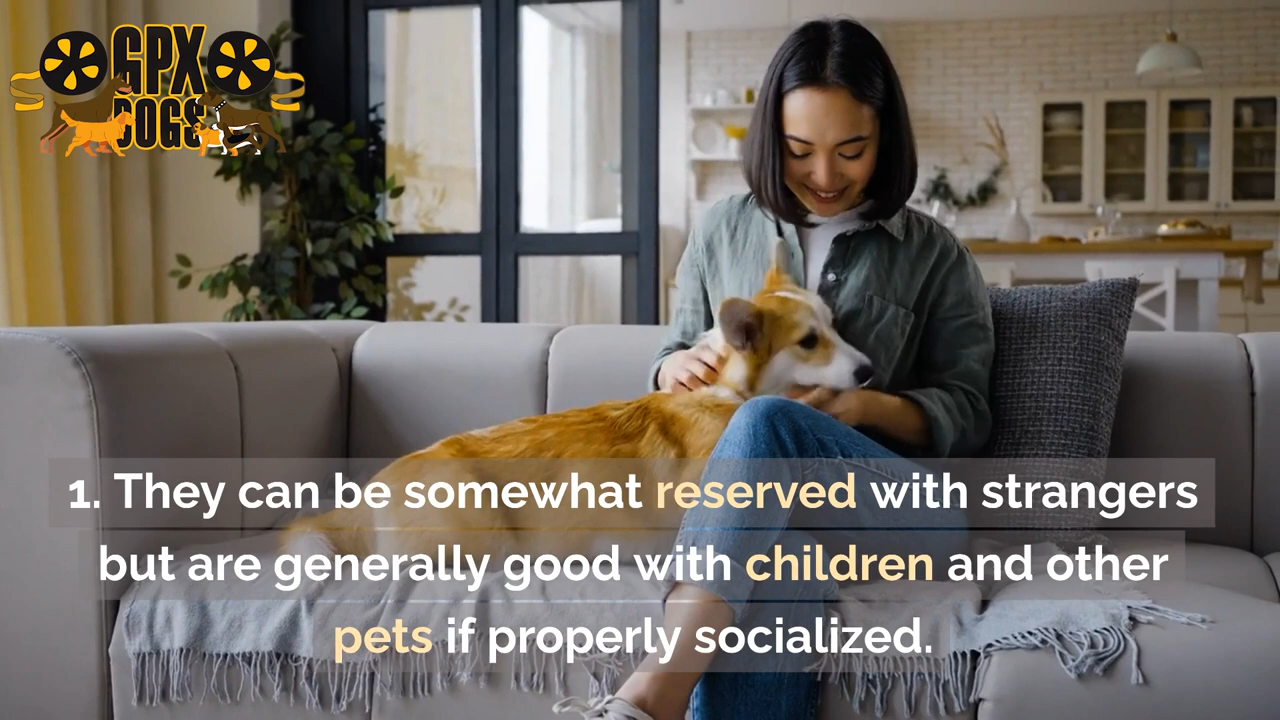 GPX
DOGS
1. They can be somewhat reserved with strangers
but are generally good with children and other
pets if properly socialized.